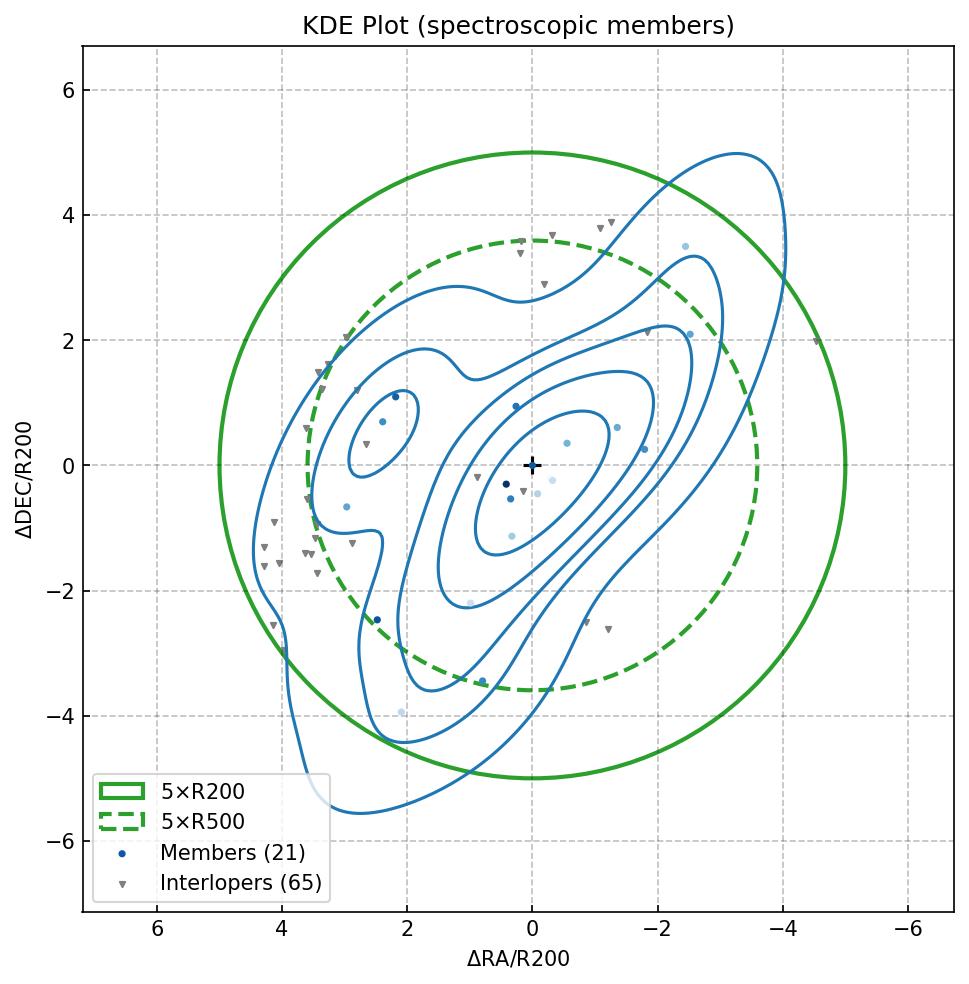 KDE Plot (spectroscopic members)
6
4
2
0
−2
−4
−6
ΔDEC/R200
5×R200
5×R500
Members (21)
Interlopers (65)
6
4
2
0
−2
−4
−6
ΔRA/R200